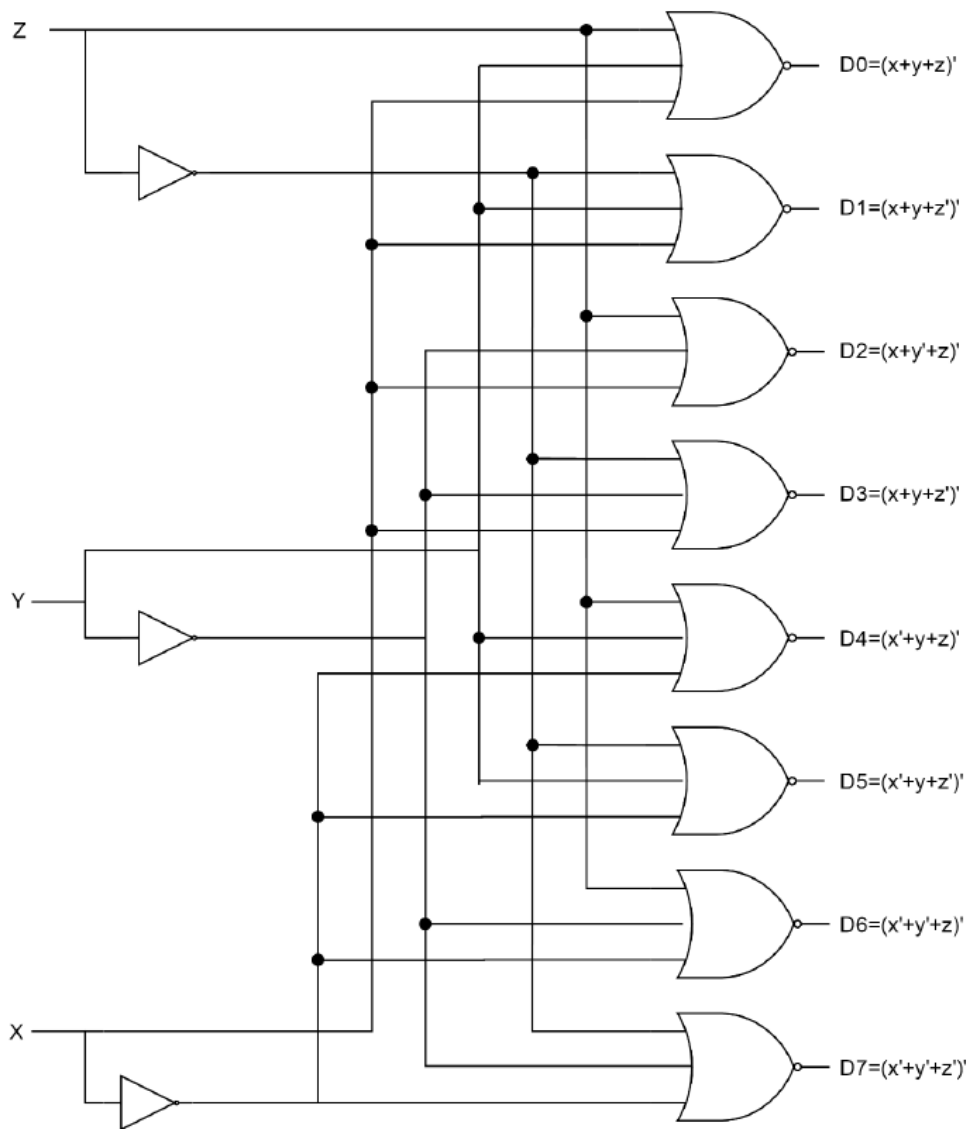 Z
D0=(x+y+z)'
D1=(x+y+z')'
D2=(x+y'+z)'
D3=(x+y+z')'
Y
D4=(x'+y+z)'
D5=(x'+y+z')'
D6=(x'+y'+z)'
X
D7=(x'+y'+z')'